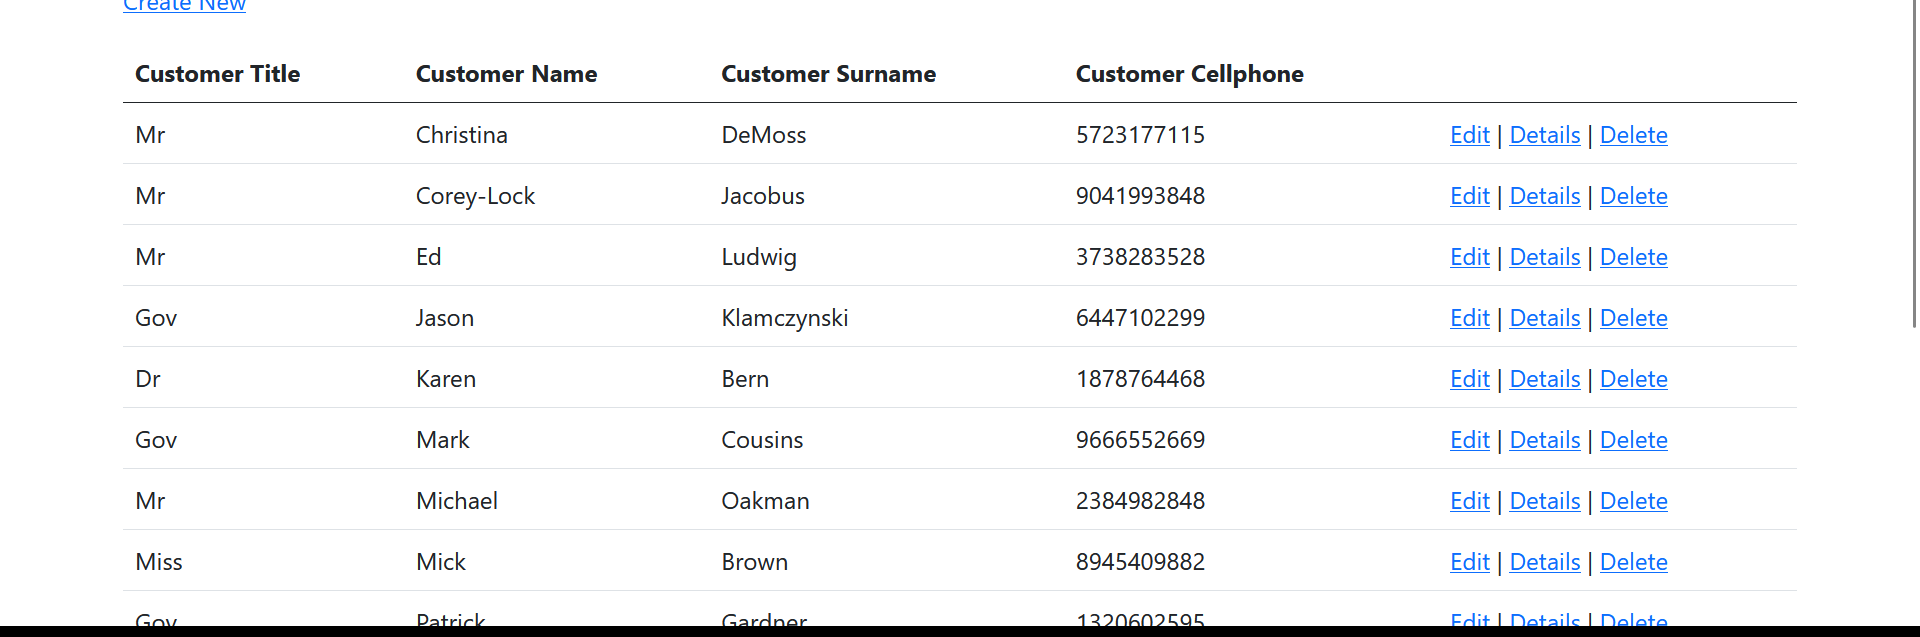 Create New
Customer Title Customer Name Customer Surname Customer Cellphone
Mr Christina DeMoss 5723177115 Edit | Details | Delete
Mr Corey-Lock Jacobus 9041993848 Edit | Details | Delete
Mr Ed Ludwig 3738283528 Edit | Details | Delete
Gov Jason Klamczynski 6447102299 Edit | Details | Delete
Dr Karen Bern 1878764468 Edit | Details | Delete
Gov Mark Cousins 9666552669 Edit | Details | Delete
Mr Michael Oakman 2384982848 Edit | Details | Delete
Miss Mick Brown 8945409882 Edit | Details | Delete
Gov Patrick Gardner 1320602595 Edit | Details | Delete